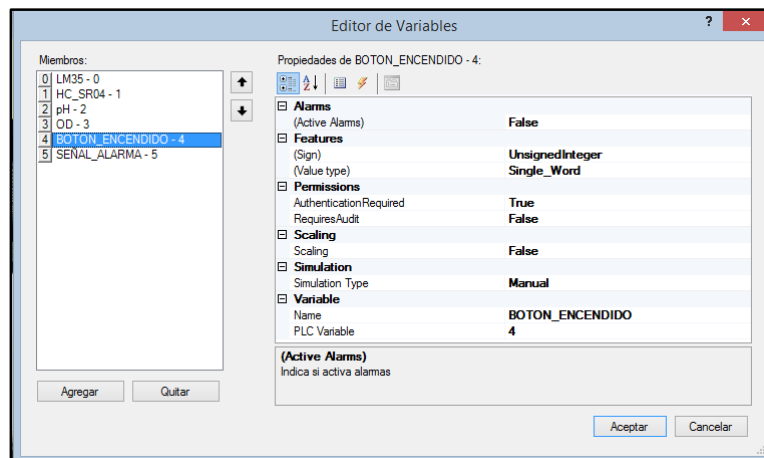 Editor de Variables
?
Miembros:
0 LM35 - 0
1 HC_SR04 - 1
2 pH - 2
3 OD - 3
4 BOTON_ENCENDIDO - 4
5 SEÑAL_ALARMA - 5
Agregar
Quitar
Propiedades de BOTON_ENCENDIDO - 4:
Alarms
(Active Alarms) False
Features
(Sign) UnsignedInteger
(Value type) Single_Word
Permissions
AuthenticationRequired True
RequiresAudit False
Scaling
Scaling False
Simulation
Simulation Type Manual
Variable
Name BOTON_ENCENDIDO
PLC Variable 4
(Active Alarms)
Indica si activa alarmas
Aceptar
Cancelar